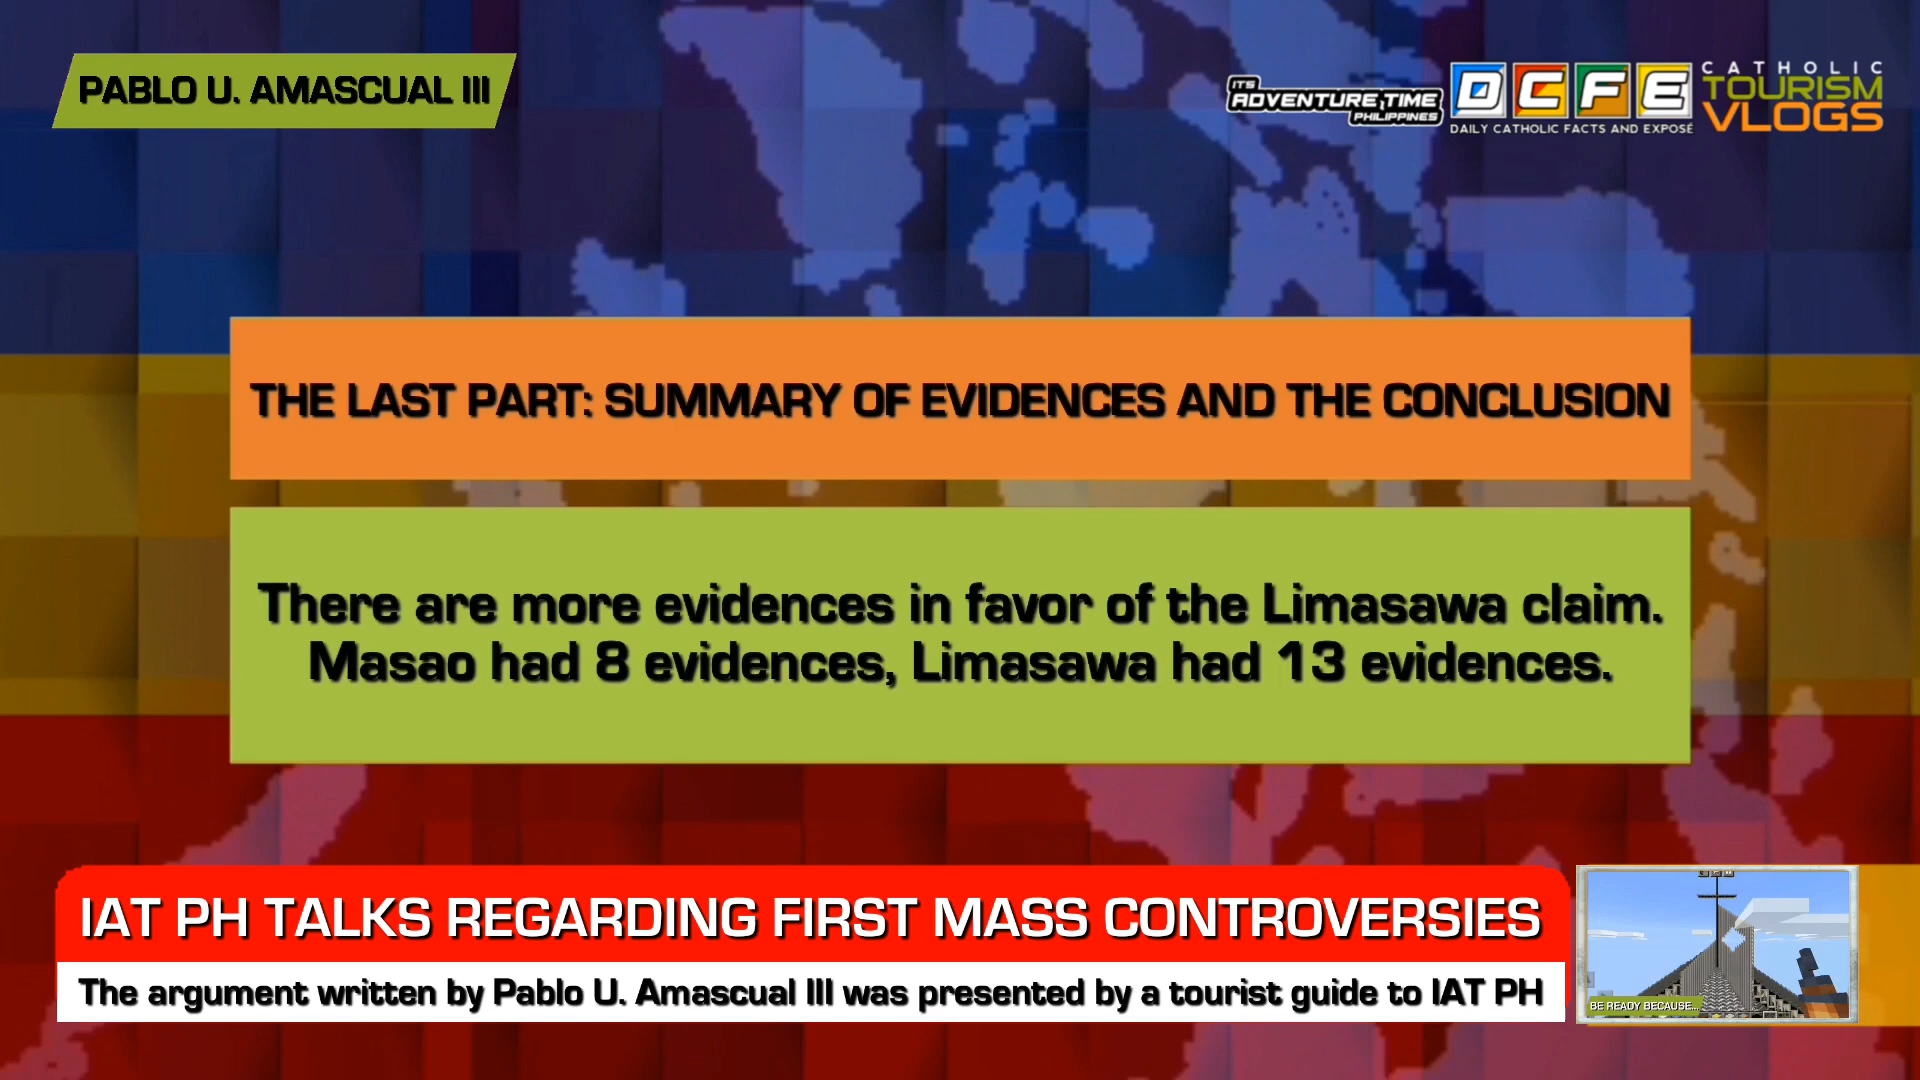 PABLO U. AMASCUAL III
ITS
ADVENTURE TIME
PHILIPPINES
DCFE
DAILY CATHOLIC FACTS AND EXPOSÉ
CATHOLIC
TOURISM
VLOGS
THE LAST PART: SUMMARY OF EVIDENCES AND THE CONCLUSION
There are more evidences in favor of the Limasawa claim.
Masao had 8 evidences, Limasawa had 13 evidences.
IAT PH TALKS REGARDING FIRST MASS CONTROVERSIES
The argument written by Pablo U. Amascual III was presented by a tourist guide to IAT PH
BE READY BECAUSE...